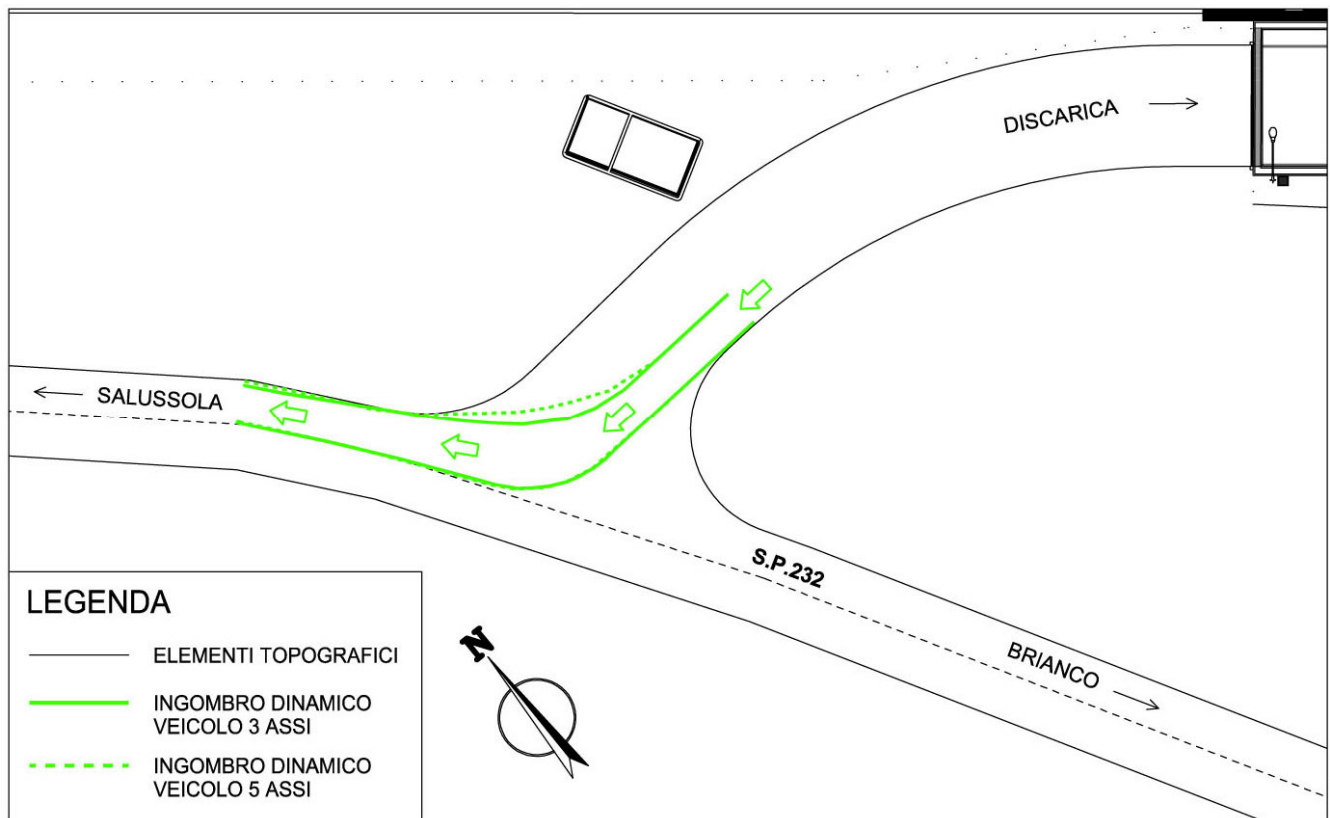 DISCARICA
SALUSSOLA
S.P.232
BRIANCO
N
LEGENDA
ELEMENTI TOPOGRAFICI
INGOMBRO DINAMICO
VEICOLO 3 ASSI
INGOMBRO DINAMICO
VEICOLO 5 ASSI